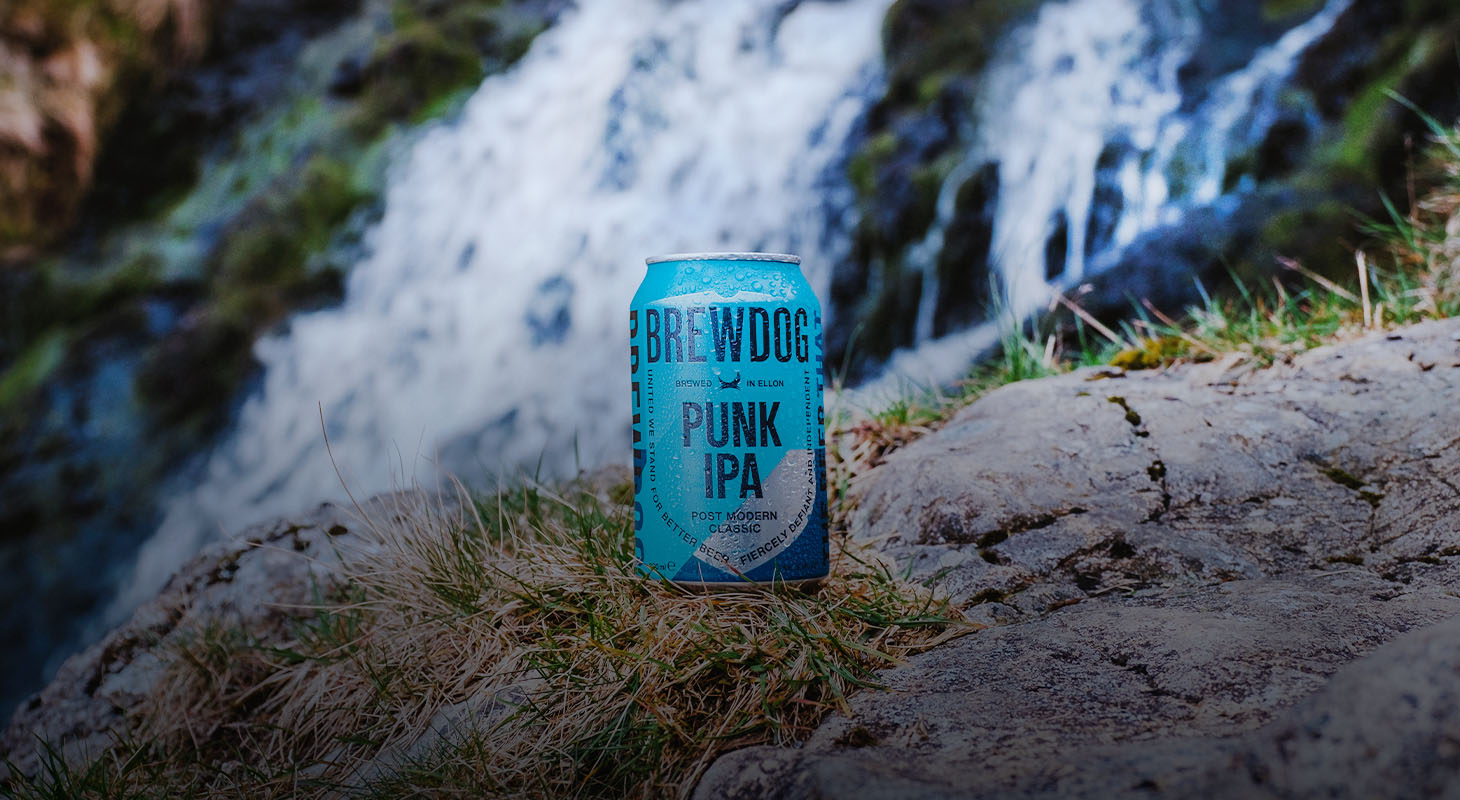 BREWDOG
BREWED IN ELLON
PUNK
IPA
POST MODERN
CLASSIC
UNITED WE STAND FOR BETTER BEER
FIERCELY DEFIANT AND INDEPENDENT
BREWDOG